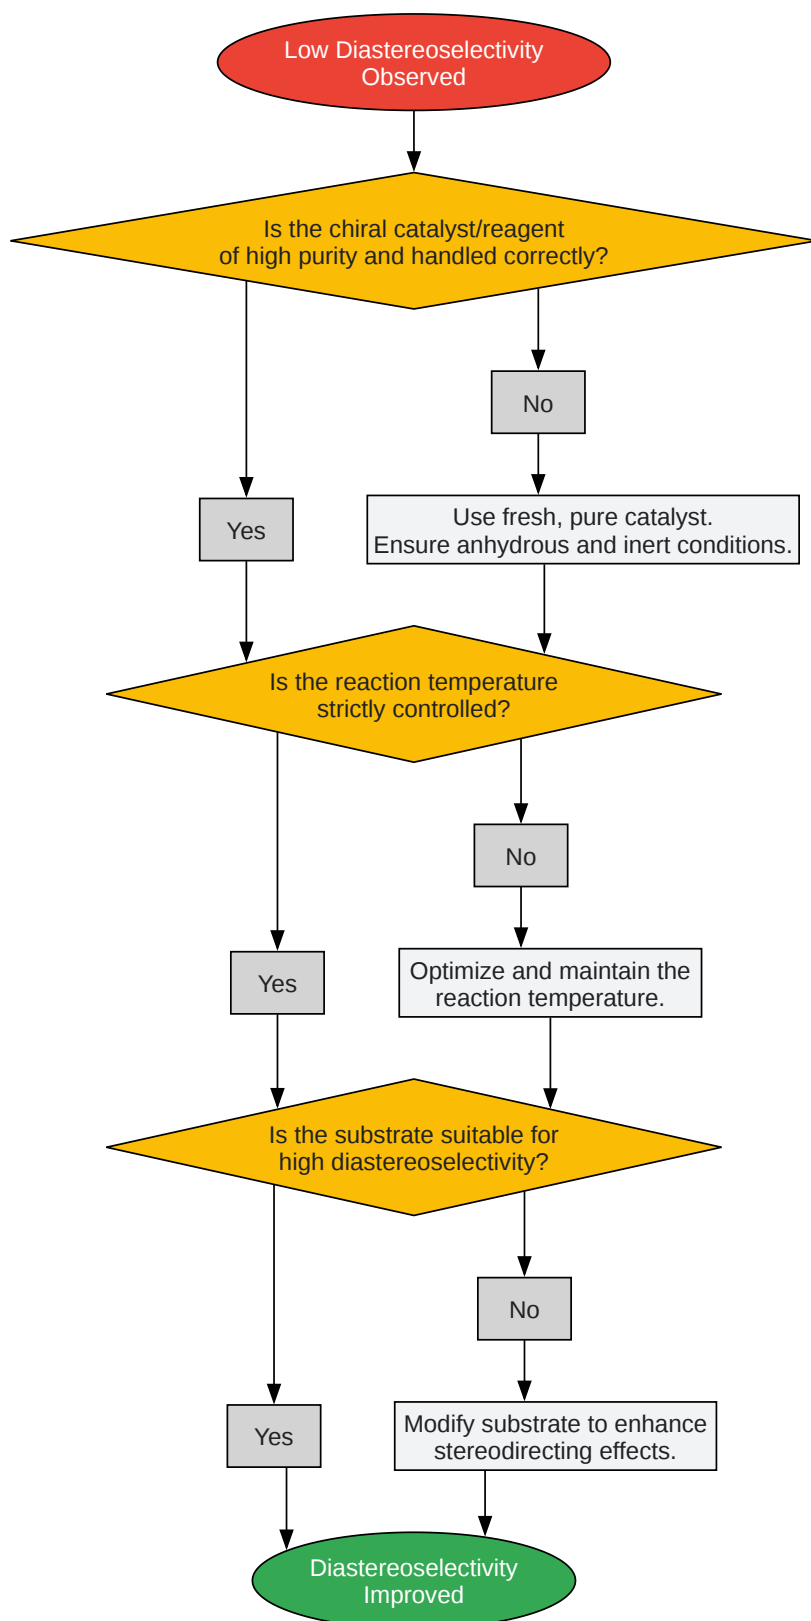 Low Diastereoselectivity
Observed
Is the chiral catalyst/reagent
of high purity and handled correctly?
No
Yes
Use fresh, pure catalyst.
Ensure anhydrous and inert conditions.
Is the reaction temperature
strictly controlled?
No
Yes
Optimize and maintain the
reaction temperature.
Is the substrate suitable for
high diastereoselectivity?
No
Yes
Modify substrate to enhance
stereodirecting effects.
Diastereoselectivity
Improved